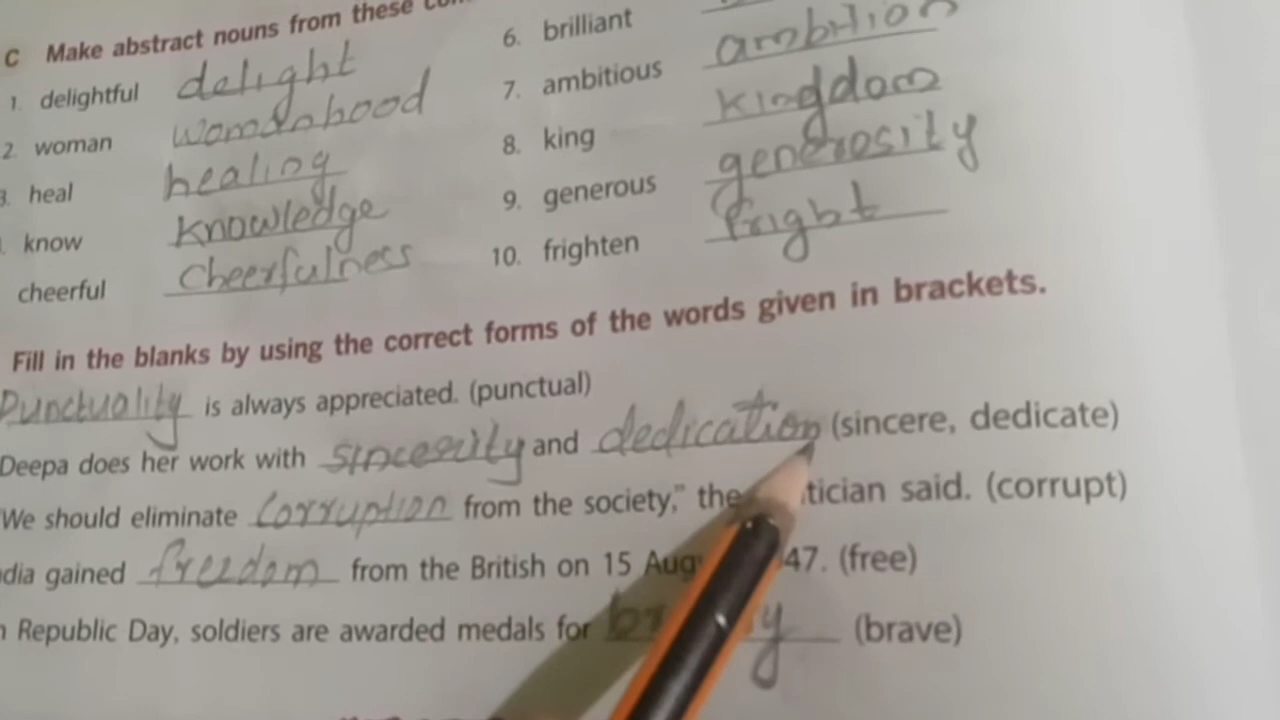 C Make abstract nouns from these
1. delightful delight
2. woman womanhood
3. heal healing
know knowledge
cheerful cheerfulness
6. brilliant
7. ambitious ambition
8. king kingdom
9. generous generosity
10. frighten fright
Fill in the blanks by using the correct forms of the words given in brackets.
Punctuality is always appreciated. (punctual)
Deepa does her work with sincerity and dedication (sincere, dedicate)
We should eliminate corruption from the society," the tician said. (corrupt)
dia gained freedom from the British on 15 Aug 47. (free)
n Republic Day, soldiers are awarded medals for br y (brave)